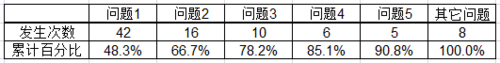 问题1 问题2 问题3 问题4 问题5 其它问题
发生次数 42 16 10 6 5 8
累计百分比 48.3% 66.7% 78.2% 85.1% 90.8% 100.0%